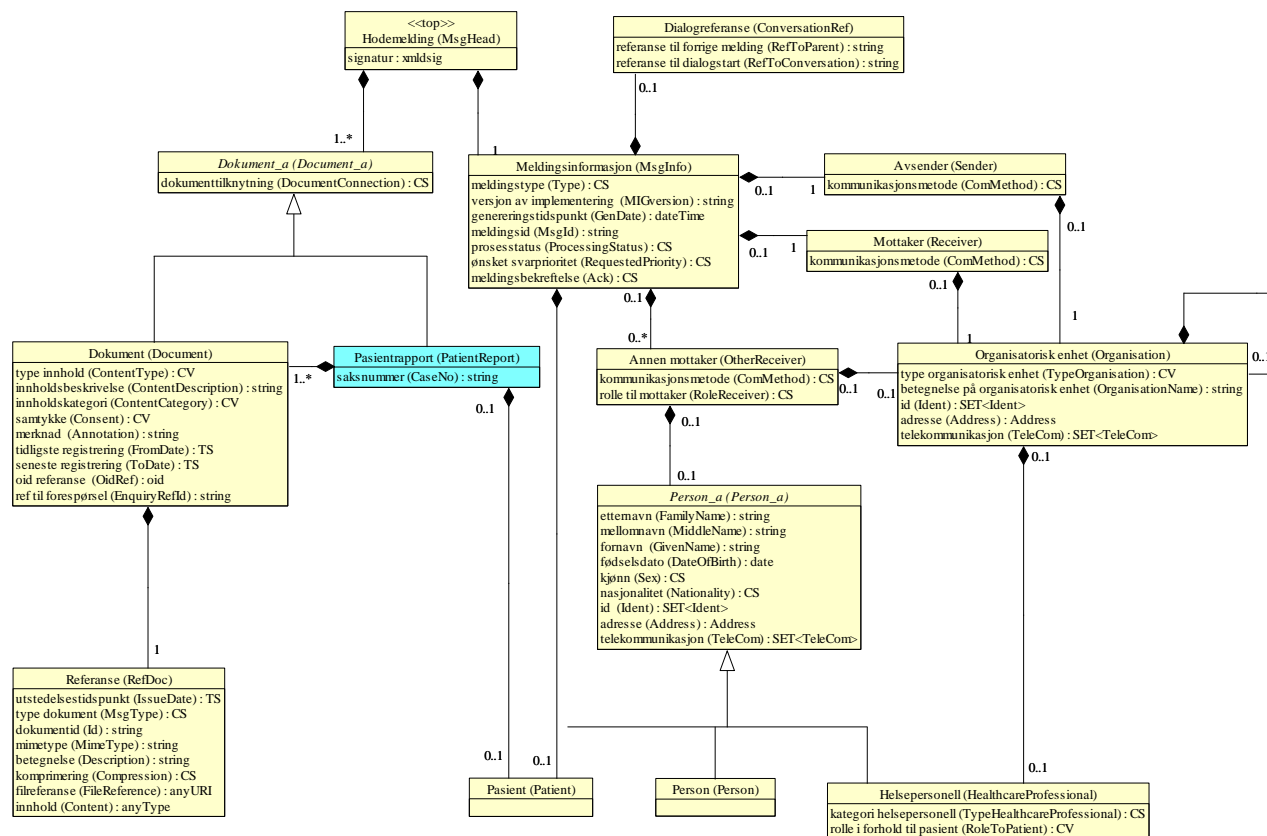 <<top>>
Hodemelding (MsgHead)
signatur : xmldsig
Dialogreferanse (ConversationRef)
referanse til forrige melding (RefToParent) : string
referanse til dialogstart (RefToConversation) : string
0..1
1..*
1
Dokument_a (Document_a)
dokumenttilknytning (DocumentConnection) : CS
Meldingsinformasjon (MsgInfo)
meldingstype (Type) : CS
versjon av implementering (MIGversion) : string
genereringstidspunkt (GenDate) : dateTime
meldingsid (MsgId) : string
prosesstatus (ProcessingStatus) : CS
ønsket svarprioritet (RequestedPriority) : CS
meldingsbekreftelse (Ack) : CS
0..1
1
Avsender (Sender)
kommunikasjonsmetode (ComMethod) : CS
0..1
0..1
1
Mottaker (Receiver)
kommunikasjonsmetode (ComMethod) : CS
0..1
0..1
0..*
1
1
Dokument (Document)
type innhold (ContentType) : CV
innholdsbeskrivelse (ContentDescription) : string
innholdskategori (ContentCategory) : CV
samtykke (Consent) : CV
merknad (Annotation) : string
tidligste registrering (FromDate) : TS
seneste registrering (ToDate) : TS
oid referanse (OidRef) : oid
ref til forespørsel (EnquiryRefId) : string
1..*
Pasientrapport (PatientReport)
saksnummer (CaseNo) : string
0..1
Annen mottaker (OtherReceiver)
kommunikasjonsmetode (ComMethod) : CS
rolle til mottaker (RoleReceiver) : CS
0..1
0..1
0..1
Organisatorisk enhet (Organisation)
type organisatorisk enhet (TypeOrganisation) : CV
betegnelse på organisatorisk enhet (OrganisationName) : string
id (Ident) : SET<Ident>
adresse (Address) : Address
telekommunikasjon (TeleCom) : SET<TeleCom>
0..1
0..1
0..1
Person_a (Person_a)
etternavn (FamilyName) : string
mellomnavn (MiddleName) : string
fornavn (GivenName) : string
fødselsdato (DateOfBirth) : date
kjønn (Sex) : CS
nasjonalitet (Nationality) : CS
id (Ident) : SET<Ident>
adresse (Address) : Address
telekommunikasjon (TeleCom) : SET<TeleCom>
1
Referanse (RefDoc)
utstedelsestidspunkt (IssueDate) : TS
type dokument (MsgType) : CS
dokumentid (Id) : string
mimetype (MimeType) : string
betegnelse (Description) : string
komprimering (Compression) : CS
filreferanse (FileReference) : anyURI
innhold (Content) : anyType
0..1
0..1
Pasient (Patient)
Person (Person)
0..1
Helsepersonell (HealthcareProfessional)
kategori helsepersonell (TypeHealthcareProfessional) : CS
rolle i forhold til pasient (RoleToPatient) : CV